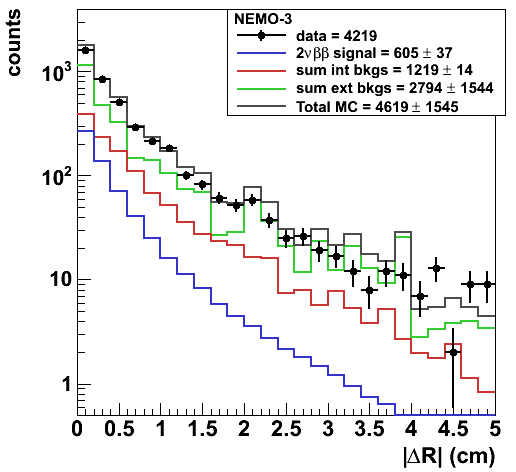 counts
NEMO-3
data = 4219
2νββ signal = 605 ± 37
sum int bkgs = 1219 ± 14
sum ext bkgs = 2794 ± 1544
Total MC = 4619 ± 1545
10³
10²
10
1
0 0.5 1 1.5 2 2.5 3 3.5 4 4.5 5
|ΔR| (cm)